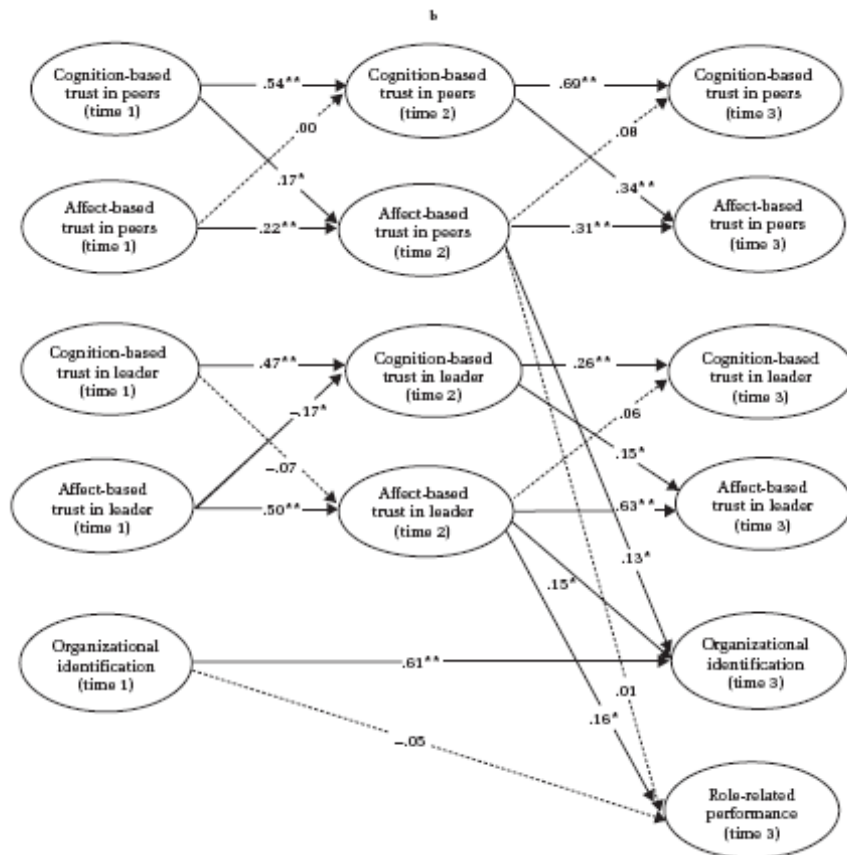 b
Cognition-based
trust in peers
(time 1)
.54**
Cognition-based
trust in peers
(time 2)
.69**
Cognition-based
trust in peers
(time 3)
.00
.08
.17*
.34**
Affect-based
trust in peers
(time 1)
.22**
Affect-based
trust in peers
(time 2)
.31**
Affect-based
trust in peers
(time 3)
Cognition-based
trust in leader
(time 1)
.47**
Cognition-based
trust in leader
(time 2)
.26**
Cognition-based
trust in leader
(time 3)
–.17*
.06
–.07
.15*
Affect-based
trust in leader
(time 1)
.50**
Affect-based
trust in leader
(time 2)
.63**
Affect-based
trust in leader
(time 3)
.13*
.15*
Organizational
identification
(time 1)
.61**
Organizational
identification
(time 3)
.01
.16*
–.05
Role-related
performance
(time 3)